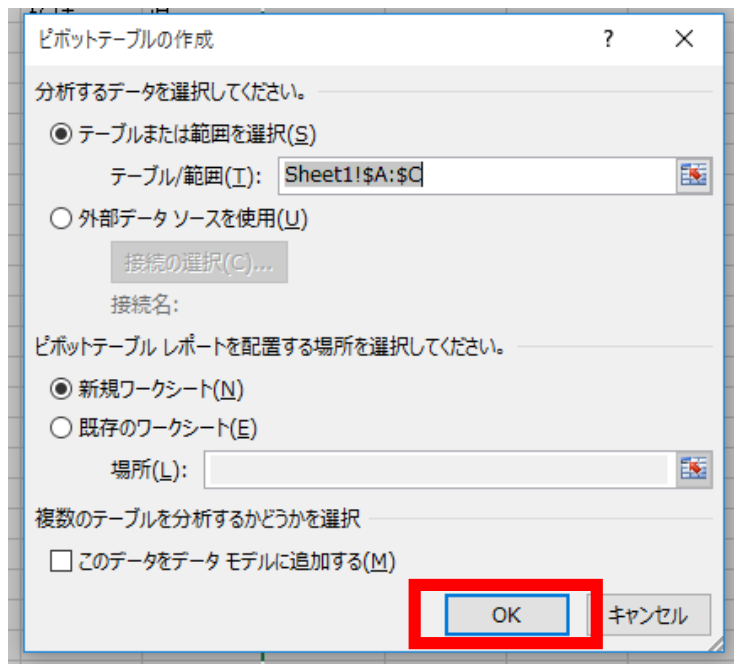 ピボットテーブルの作成 ? ×
分析するデータを選択してください。
テーブルまたは範囲を選択(S)
テーブル/範囲(T): Sheet1!$A:$C
外部データ ソースを使用(U)
接続の選択(C)...
接続名:
ピボットテーブル レポートを配置する場所を選択してください。
新規ワークシート(N)
既存のワークシート(E)
場所(L):
複数のテーブルを分析するかどうかを選択
このデータをデータ モデルに追加する(M)
OK キャンセル